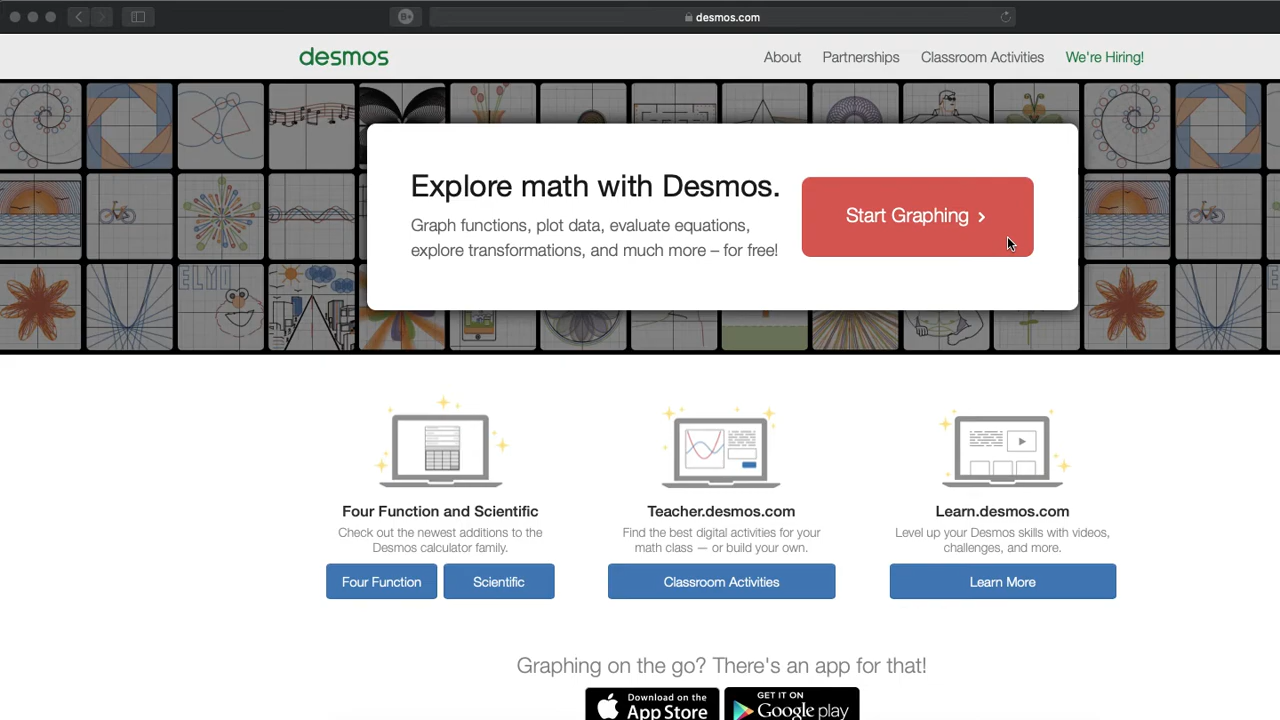 desmos.com
desmos
About
Partnerships
Classroom Activities
We're Hiring!
Explore math with Desmos.
Graph functions, plot data, evaluate equations,
explore transformations, and much more – for free!
Start Graphing ›
ELMO
Four Function and Scientific
Check out the newest additions to the
Desmos calculator family.
Four Function
Scientific
Teacher.desmos.com
Find the best digital activities for your
math class — or build your own.
Classroom Activities
Learn.desmos.com
Level up your Desmos skills with videos,
challenges, and more.
Learn More
Graphing on the go? There's an app for that!
Download on the
App Store
GET IT ON
Google play